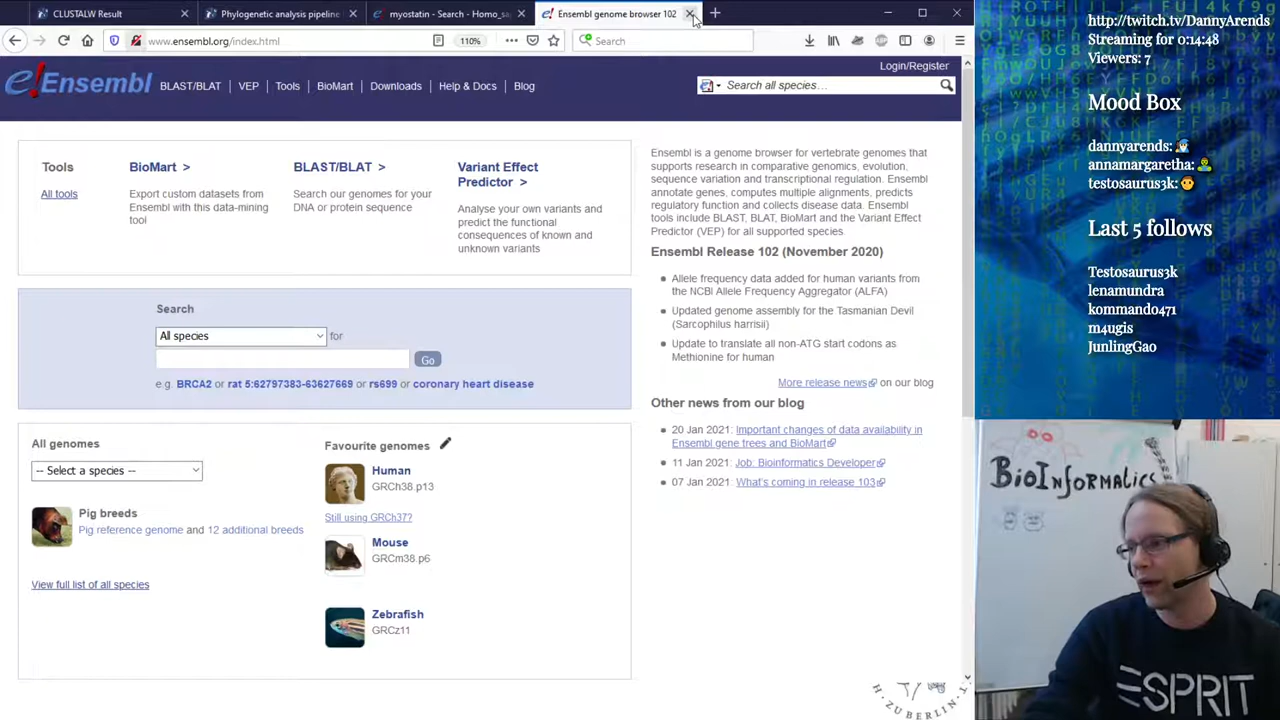 CLUSTALW Result
Phylogenetic analysis pipeline
myostatin - Search - Homo_sa
Ensembl genome browser 102
www.ensembl.org/index.html
110%
Search
Login/Register
e!Ensembl
BLAST/BLAT
VEP
Tools
BioMart
Downloads
Help & Docs
Blog
Search all species…
Tools
All tools
BioMart >
Export custom datasets from
Ensembl with this data-mining
tool
BLAST/BLAT >
Search our genomes for your
DNA or protein sequence
Variant Effect
Predictor >
Analyse your own variants and
predict the functional
consequences of known and
unknown variants
Search
All species
for
Go
e.g. BRCA2 or rat 5:62797383-63627669 or rs699 or coronary heart disease
All genomes
-- Select a species --
Pig breeds
Pig reference genome and 12 additional breeds
View full list of all species
Favourite genomes
Human
GRCh38.p13
Still using GRCh37?
Mouse
GRCm38.p6
Zebrafish
GRCz11
Ensembl is a genome browser for vertebrate genomes that
supports research in comparative genomics, evolution,
sequence variation and transcriptional regulation. Ensembl
annotate genes, computes multiple alignments, predicts
regulatory function and collects disease data. Ensembl
tools include BLAST, BLAT, BioMart and the Variant Effect
Predictor (VEP) for all supported species.
Ensembl Release 102 (November 2020)
Allele frequency data added for human variants from
the NCBI Allele Frequency Aggregator (ALFA)
Updated genome assembly for the Tasmanian Devil
(Sarcophilus harrisii)
Update to translate all non-ATG start codons as
Methionine for human
More release news on our blog
Other news from our blog
20 Jan 2021: Important changes of data availability in
Ensembl gene trees and BioMart
11 Jan 2021: Job: Bioinformatics Developer
07 Jan 2021: What's coming in release 103
http://twitch.tv/DannyArends
Streaming for 0:14:48
Viewers: 7
Mood Box
dannyarends:
annamargaretha:
testosaurus3k:
Last 5 follows
Testosaurus3k
lenamundra
kommando471
m4ugis
JunlingGao
BioInformatics
ESPRIT
ZU BERLIN